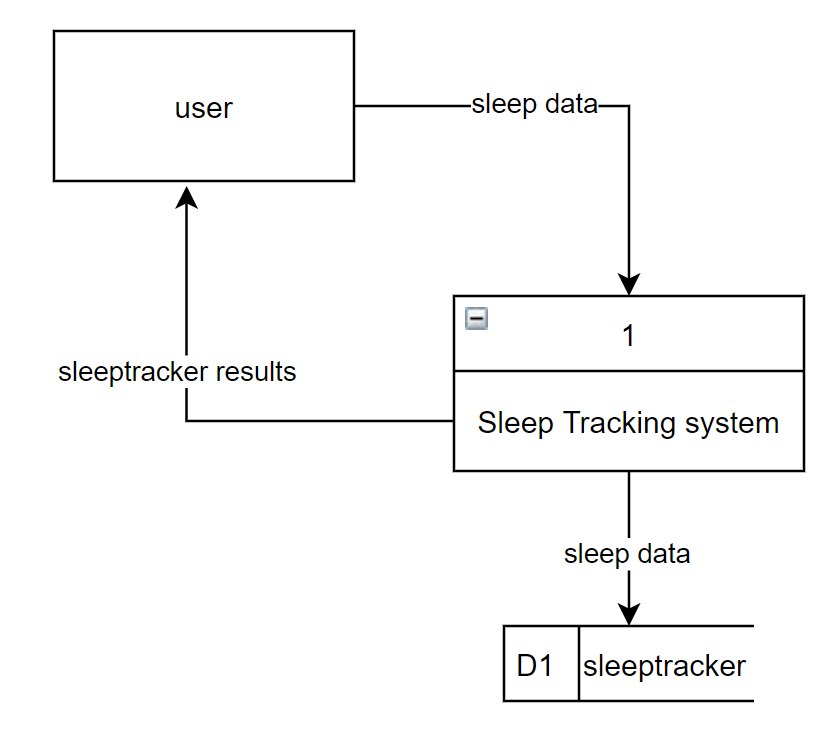 user
sleep data
1
sleeptracker results
Sleep Tracking system
sleep data
D1
sleeptracker